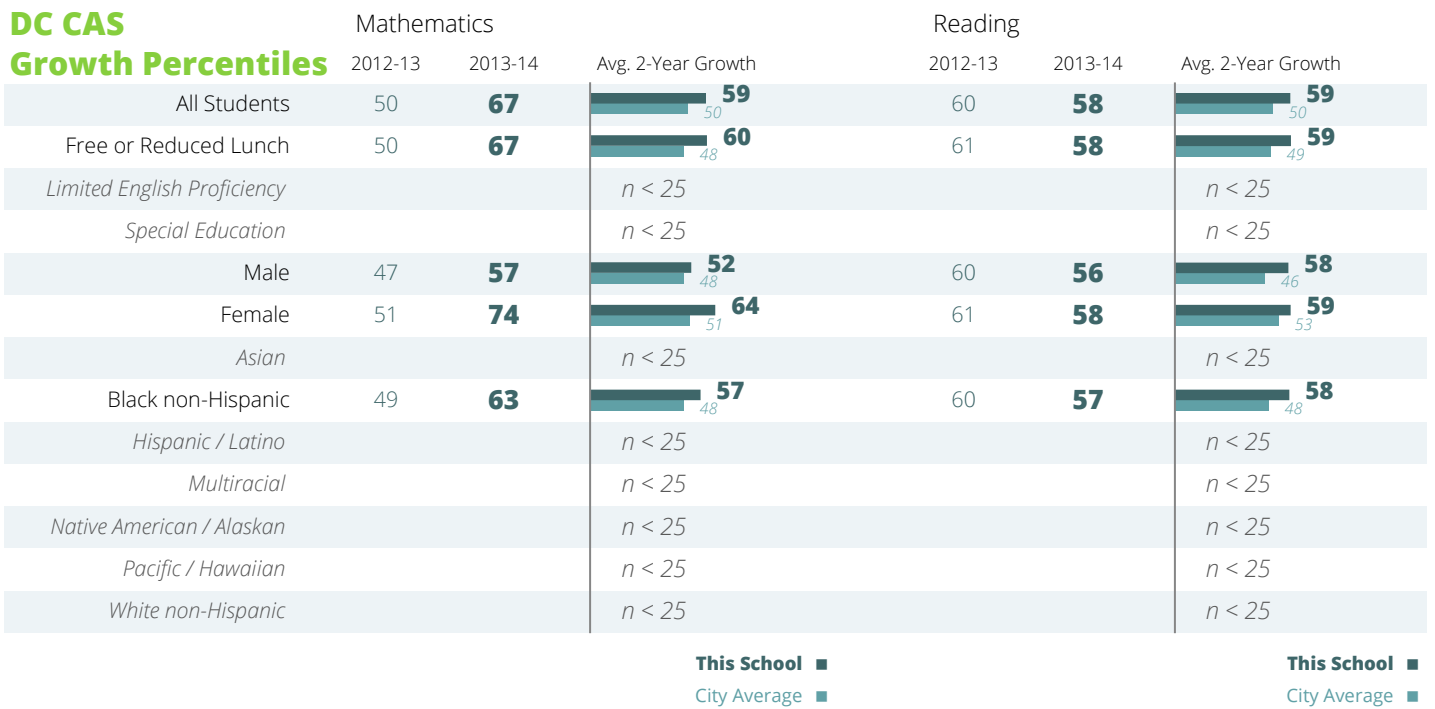 DC CAS
Growth Percentiles
Mathematics Reading
2012-13 2013-14 Avg. 2-Year Growth 2012-13 2013-14 Avg. 2-Year Growth
All Students 50 67 59 50 60 58 59 50
Free or Reduced Lunch 50 67 60 48 61 58 59 49
Limited English Proficiency n < 25 n < 25
Special Education n < 25 n < 25
Male 47 57 52 48 60 56 58 46
Female 51 74 64 51 61 58 59 53
Asian n < 25 n < 25
Black non-Hispanic 49 63 57 48 60 57 58 48
Hispanic / Latino n < 25 n < 25
Multiracial n < 25 n < 25
Native American / Alaskan n < 25 n < 25
Pacific / Hawaiian n < 25 n < 25
White non-Hispanic n < 25 n < 25
This School This School
City Average City Average